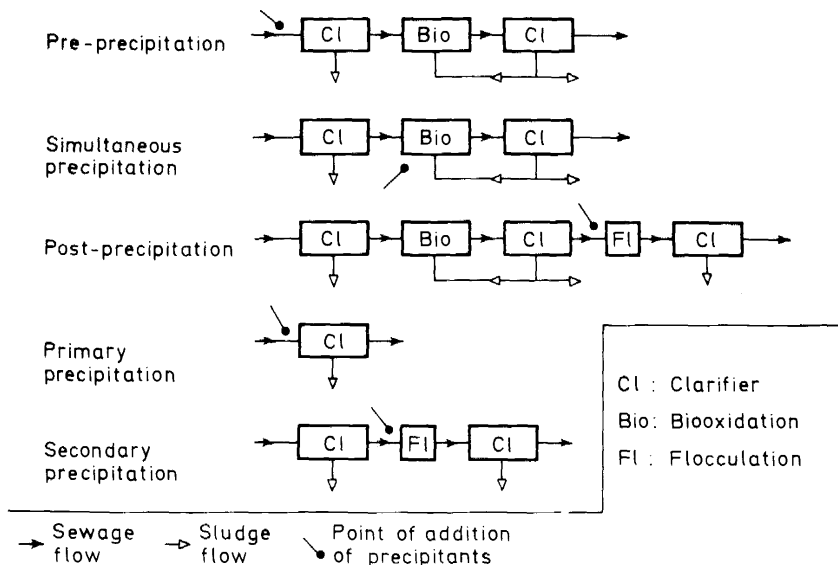 Pre-precipitation
Cl Bio Cl
Simultaneous
precipitation
Cl Bio Cl
Post-precipitation
Cl Bio Cl Fl Cl
Primary
precipitation
Cl
Secondary
precipitation
Cl Fl Cl
Cl : Clarifier
Bio: Biooxidation
Fl : Flocculation
Sewage
flow
Sludge
flow
Point of addition
of precipitants